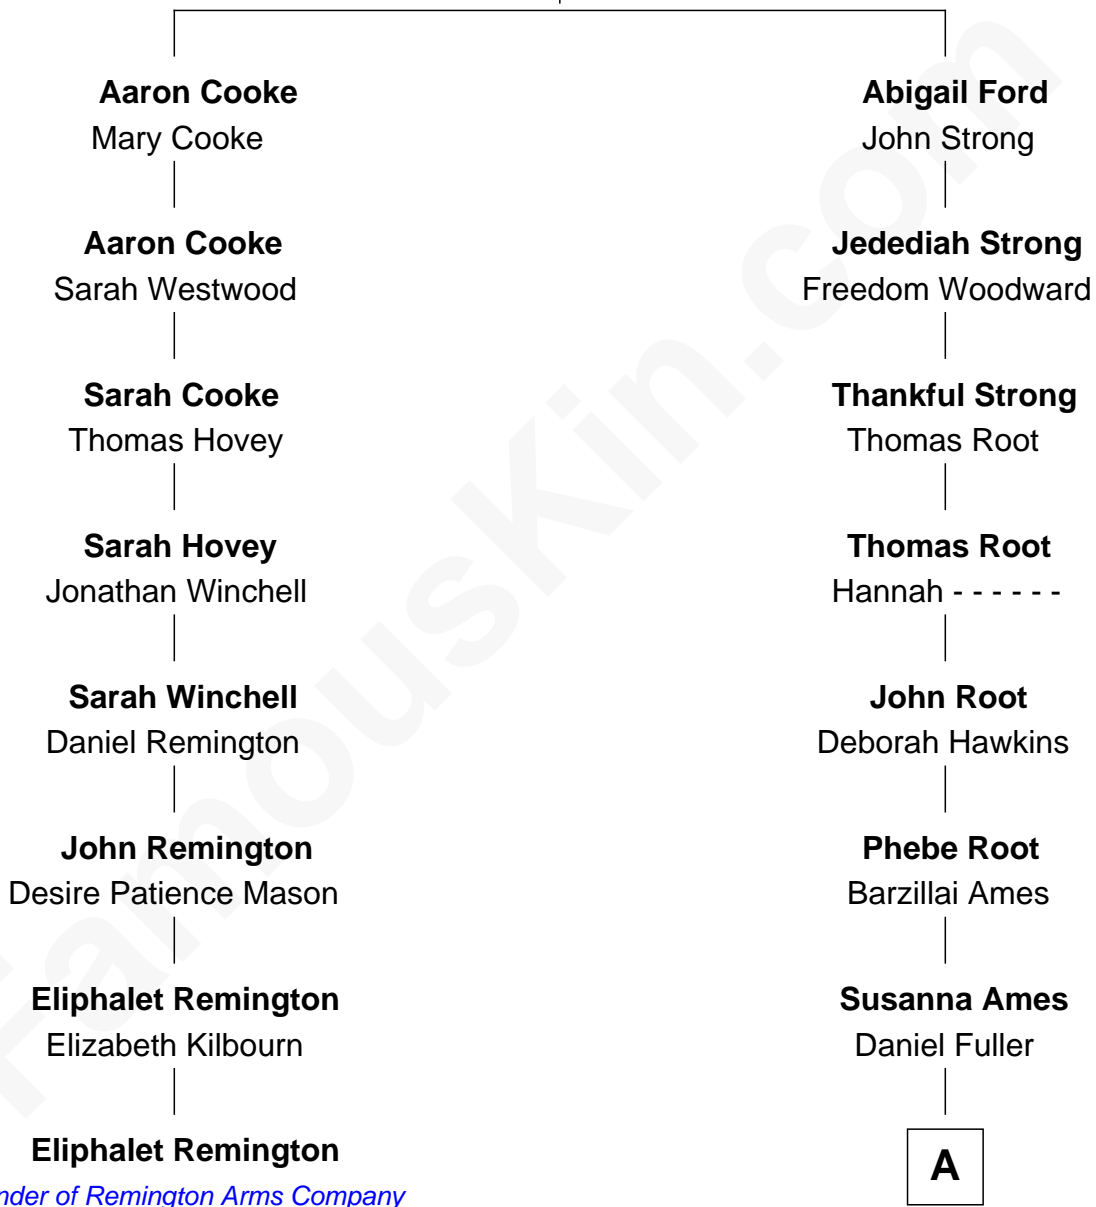 Aaron Cooke
Mary Cooke
Aaron Cooke
Sarah Westwood
Sarah Cooke
Thomas Hovey
Sarah Hovey
Jonathan Winchell
Sarah Winchell
Daniel Remington
John Remington
Desire Patience Mason
Eliphalet Remington
Elizabeth Kilbourn
Eliphalet Remington
nder of Remington Arms Company
Abigail Ford
John Strong
Jedediah Strong
Freedom Woodward
Thankful Strong
Thomas Root
Thomas Root
Hannah - - - - - -
John Root
Deborah Hawkins
Phebe Root
Barzillai Ames
Susanna Ames
Daniel Fuller
A
FamousKin.com